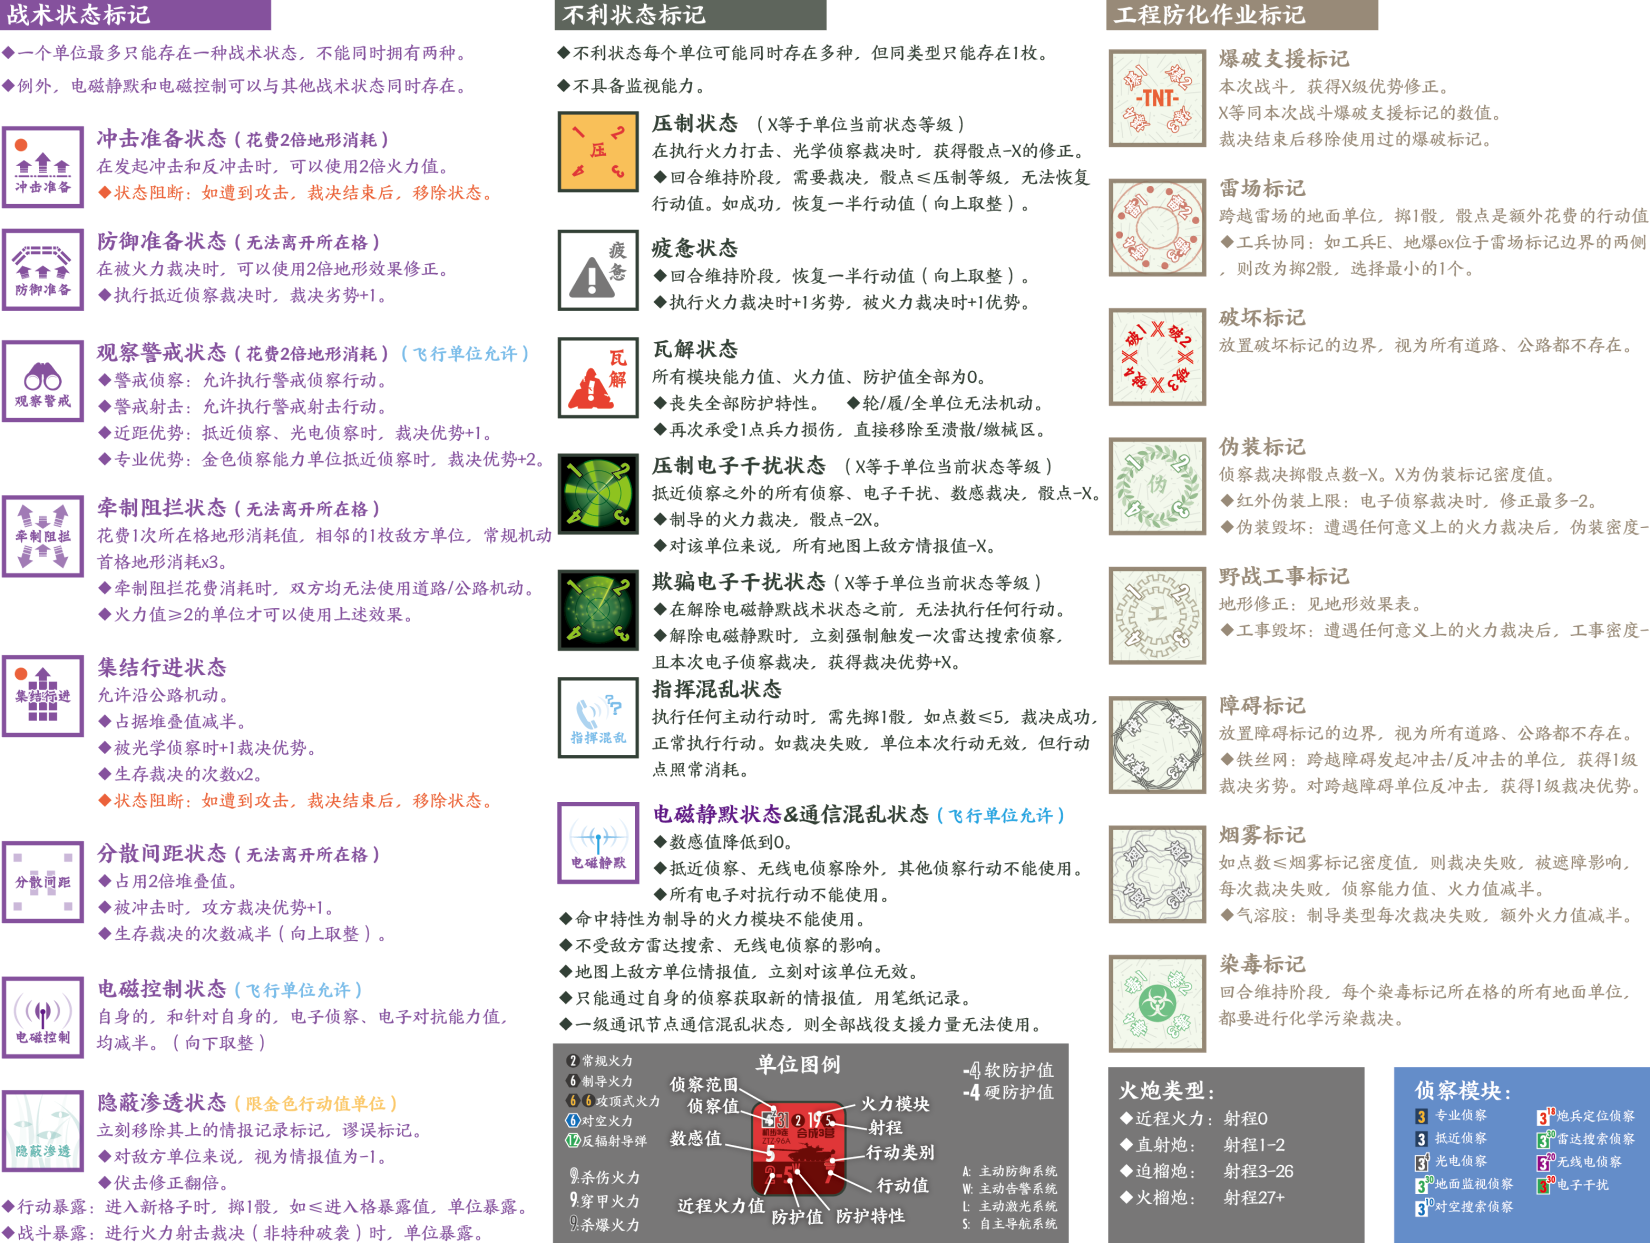 战术状态标记
◆一个单位最多只能存在一种战术状态，不能同时拥有两种。
◆例外，电磁静默和电磁控制可以与其他战术状态同时存在。
冲击准备
冲击准备状态（花费2倍地形消耗）
在发起冲击和反冲击时，可以使用2倍火力值。
◆状态阻断：如遭到攻击，裁决结束后，移除状态。
防御准备
防御准备状态（无法离开所在格）
在被火力裁决时，可以使用2倍地形效果修正。
◆执行抵近侦察裁决时，裁决劣势+1。
观察警戒
观察警戒状态（花费2倍地形消耗）（飞行单位允许）
◆警戒侦察：允许执行警戒侦察行动。
◆警戒射击：允许执行警戒射击行动。
◆近距优势：抵近侦察、光电侦察时，裁决优势+1。
◆专业优势：金色侦察能力单位抵近侦察时，裁决优势+2。
牵制阻拦
牵制阻拦状态（无法离开所在格）
花费1次所在格地形消耗值，相邻的1枚敌方单位，常规机动
首格地形消耗x3。
◆牵制阻拦花费消耗时，双方均无法使用道路/公路机动。
◆火力值≥2的单位才可以使用上述效果。
集结行进
集结行进状态
允许沿公路机动。
◆占据堆叠值减半。
◆被光学侦察时+1裁决优势。
◆生存裁决的次数x2。
◆状态阻断：如遭到攻击，裁决结束后，移除状态。
分散间距
分散间距状态（无法离开所在格）
◆占用2倍堆叠值。
◆被冲击时，攻方裁决优势+1。
◆生存裁决的次数减半（向上取整）。
电磁控制
电磁控制状态（飞行单位允许）
自身的，和针对自身的，电子侦察、电子对抗能力值，
均减半。（向下取整）
隐蔽渗透
隐蔽渗透状态（限金色行动值单位）
立刻移除其上的情报记录标记，谬误标记。
◆对敌方单位来说，视为情报值为-1。
◆伏击修正翻倍。
◆行动暴露：进入新格子时，掷1骰，如≤进入格暴露值，单位暴露。
◆战斗暴露：进行火力射击裁决（非特种破袭）时，单位暴露。
不利状态标记
◆不利状态每个单位可能同时存在多种，但同类型只能存在1枚。
◆不具备监视能力。
1 2
压
4 3
压制状态 （X等于单位当前状态等级）
在执行火力打击、光学侦察裁决时，获得骰点-X的修正。
◆回合维持阶段，需要裁决，骰点≤压制等级，无法恢复
行动值。如成功，恢复一半行动值（向上取整）。
疲惫
疲惫状态
◆回合维持阶段，恢复一半行动值（向上取整）。
◆执行火力裁决时+1劣势，被火力裁决时+1优势。
瓦解
瓦解状态
所有模块能力值、火力值、防护值全部为0。
◆丧失全部防护特性。 ◆轮/履/全单位无法机动。
◆再次承受1点兵力损伤，直接移除至溃散/缴械区。
1 2
4 3
压制电子干扰状态 （X等于单位当前状态等级）
抵近侦察之外的所有侦察、电子干扰、数感裁决，骰点-X。
◆制导的火力裁决，骰点-2X。
◆对该单位来说，所有地图上敌方情报值-X。
1 2
4 3
欺骗电子干扰状态（X等于单位当前状态等级）
◆在解除电磁静默战术状态之前，无法执行任何行动。
◆解除电磁静默时，立刻强制触发一次雷达搜索侦察，
且本次电子侦察裁决，获得裁决优势+X。
??
指挥混乱
指挥混乱状态
执行任何主动行动时，需先掷1骰，如点数≤5，裁决成功，
正常执行行动。如裁决失败，单位本次行动无效，但行动
点照常消耗。
电磁静默
电磁静默状态&通信混乱状态（飞行单位允许）
◆数感值降低到0。
◆抵近侦察、无线电侦察除外，其他侦察行动不能使用。
◆所有电子对抗行动不能使用。
◆命中特性为制导的火力模块不能使用。
◆不受敌方雷达搜索、无线电侦察的影响。
◆地图上敌方单位情报值，立刻对该单位无效。
◆只能通过自身的侦察获取新的情报值，用笔纸记录。
◆一级通讯节点通信混乱状态，则全部战役支援力量无法使用。
单位图例
2 常规火力
6 制导火力
6 6 攻顶式火力
6 对空火力
12 反辐射导弹
9.杀伤火力
9.穿甲火力
9.杀爆火力
侦察范围
侦察值
数感值
近程火力值
防护值
防护特性
行动值
行动类别
射程
火力模块
ZTZ-96A
合成3营
5
-4 软防护值
-4 硬防护值
A: 主动防御系统
W: 主动告警系统
L: 主动激光系统
S: 自主导航系统
工程防化作业标记
爆1 爆2
-TNT-
爆4 爆3
爆破支援标记
本次战斗，获得X级优势修正。
X等同本次战斗爆破支援标记的数值。
裁决结束后移除使用过的爆破标记。
雷1 雷2
雷4 雷3
雷场标记
跨越雷场的地面单位，掷1骰，骰点是额外花费的行动值
◆工兵协同：如工兵E、地爆ex位于雷场标记边界的两侧
，则改为掷2骰，选择最小的1个。
破1 X 破2
X X
破4 X 破3
破坏标记
放置破坏标记的边界，视为所有道路、公路都不存在。
1 2
伪
4 3
伪装标记
侦察裁决掷骰点数-X。X为伪装标记密度值。
◆红外伪装上限：电子侦察裁决时，修正最多-2。
◆伪装毁坏：遭遇任何意义上的火力裁决后，伪装密度-
1 2
工
4 3
野战工事标记
地形修正：见地形效果表。
◆工事毁坏：遭遇任何意义上的火力裁决后，工事密度-
障1 障2
障4 障3
障碍标记
放置障碍标记的边界，视为所有道路、公路都不存在。
◆铁丝网：跨越障碍发起冲击/反冲击的单位，获得1级
裁决劣势。对跨越障碍单位反冲击，获得1级裁决优势。
烟1 烟2
烟4 烟3
烟雾标记
如点数≤烟雾标记密度值，则裁决失败，被遮障影响，
每次裁决失败，侦察能力值、火力值减半。
◆气溶胶：制导类型每次裁决失败，额外火力值减半。
染1 染2
染4 染3
染毒标记
回合维持阶段，每个染毒标记所在格的所有地面单位，
都要进行化学污染裁决。
火炮类型：
◆近程火力： 射程0
◆直射炮： 射程1-2
◆迫榴炮： 射程3-26
◆火榴炮： 射程27+
侦察模块：
3 专业侦察
3 抵近侦察
3 光电侦察
3 地面监视侦察
3 对空搜索侦察
3 炮兵定位侦察
3 雷达搜索侦察
3 无线电侦察
3 电子干扰